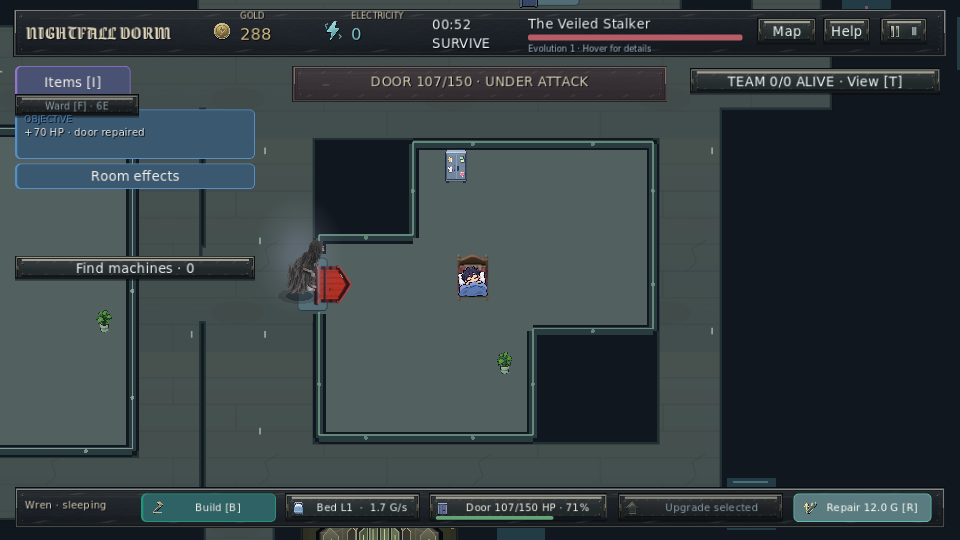 NIGHTFALL DORM
GOLD
288
ELECTRICITY
0
00:52
SURVIVE
The Veiled Stalker
Evolution 1 · Hover for details
Map
Help
Items [I]
Ward [F] · 6E
DOOR 107/150 · UNDER ATTACK
TEAM 0/0 ALIVE · View [T]
OBJECTIVE
+70 HP · door repaired
Room effects
Find machines · 0
Wren · sleeping
Build [B]
Bed L1 · 1.7 G/s
Door 107/150 HP · 71%
Upgrade selected
Repair 12.0 G [R]